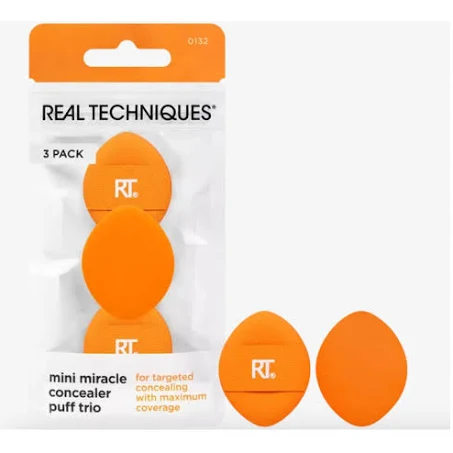 0132
REAL TECHNIQUES®
3 PACK
RT®
RT®
mini miracle
concealer
puff trio
for targeted
concealing
with maximum
coverage
RT®